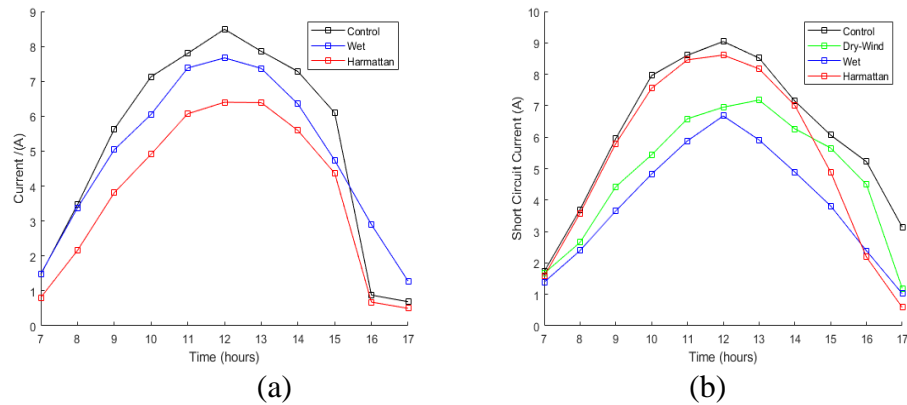 9
8
7
6
5
4
3
2
1
0
Current /(A)
Control
Wet
Harmattan
7 8 9 10 11 12 13 14 15 16 17
Time (hours)
(a)
10
9
8
7
6
5
4
3
2
1
0
Short Circuit Current (A)
Control
Dry-Wind
Wet
Harmattan
7 8 9 10 11 12 13 14 15 16 17
Time (hours)
(b)